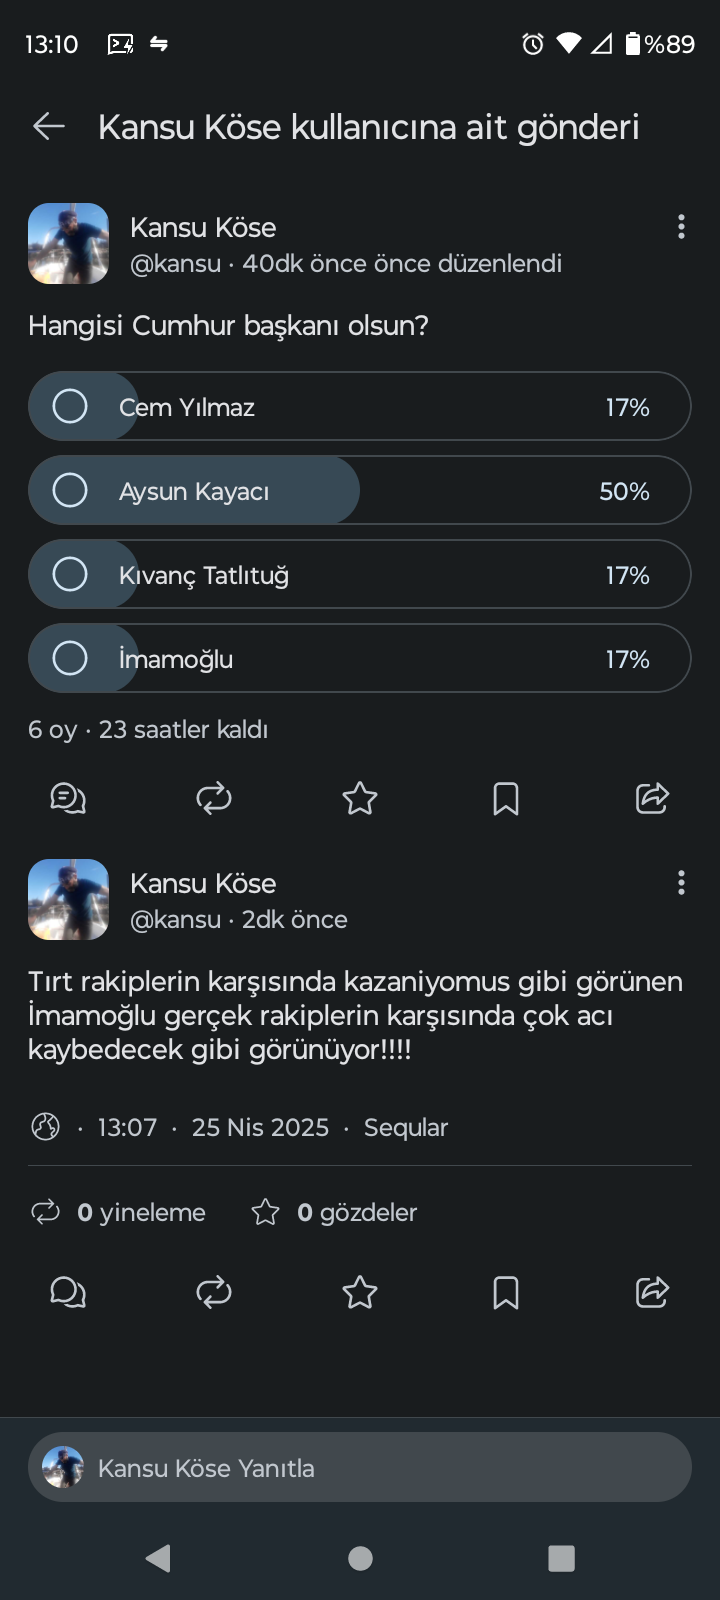 13:10 %89
Kansu Köse kullanıcına ait gönderi
Kansu Köse
@kansu · 40dk önce önce düzenlendi
Hangisi Cumhur başkanı olsun?
Cem Yılmaz 17%
Aysun Kayacı 50%
Kıvanç Tatlıtuğ 17%
İmamoğlu 17%
6 oy · 23 saatler kaldı
Kansu Köse
@kansu · 2dk önce
Tırt rakiplerin karşısında kazaniyomus gibi görünen
İmamoğlu gerçek rakiplerin karşısında çok acı
kaybedecek gibi görünüyor!!!!
· 13:07 · 25 Nis 2025 · Seqular
0 yineleme 0 gözdeler
Kansu Köse Yanıtla